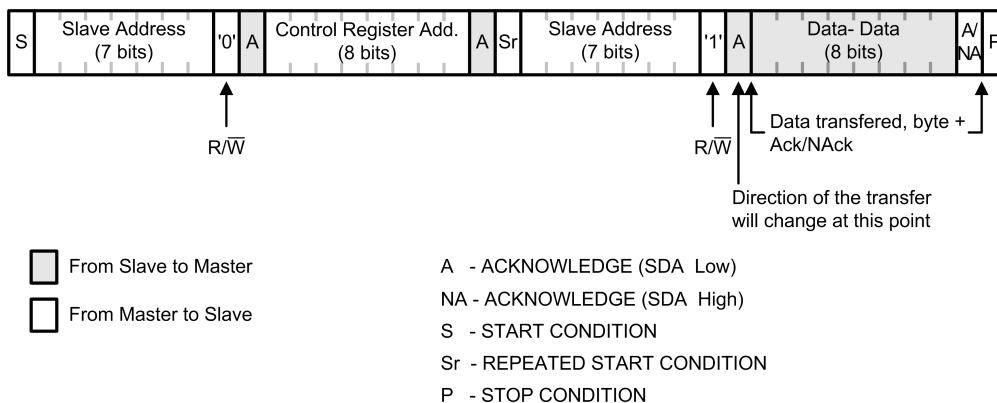 S Slave Address (7 bits) '0' A Control Register Add. (8 bits) A Sr Slave Address (7 bits) '1' A Data- Data (8 bits) A/ NA P
R/W̅ R/W̅
Data transferred, byte +
Ack/NAck
Direction of the transfer
will change at this point
From Slave to Master
From Master to Slave
A - ACKNOWLEDGE (SDA Low)
NA - ACKNOWLEDGE (SDA High)
S - START CONDITION
Sr - REPEATED START CONDITION
P - STOP CONDITION